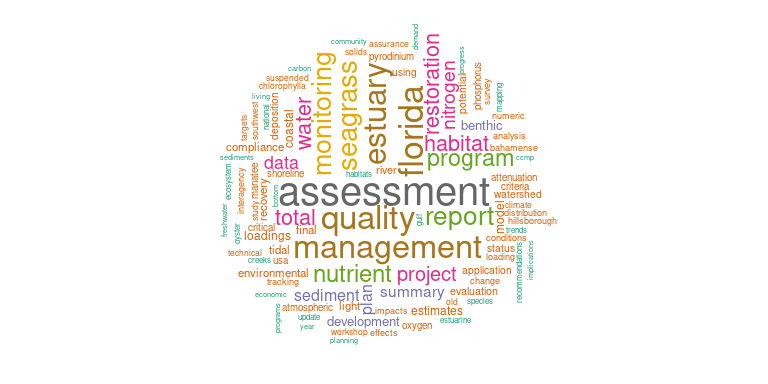 community
assurance
demand
solids
pyrodinium
progress
carbon
suspended
chlorophylla
using
monitoring
seagrass
estuary
florida
restoration
nitrogen
potential
phosphorus
survey
mapping
living
national
southwest
targets
deposition
coastal
water
numeric
benthic
analysis
habitat
bahamense
compliance
program
ccmp
sediments
data
habitats
river
shoreline
ecosystem
interagency
manatee
study
recovery
bottom
assessment
attenuation
criteria
watershed
climate
model
distribution
hillsborough
trends
total
quality
gulf
report
freshwater
oyster
critical
loadings
final
management
conditions
status
loading
recommendations
implications
technical
tidal
creeks
usa
environmental
tracking
nutrient
project
application
change
evaluation
economic
sediment
plan
summary
old
species
atmospheric
light
impacts
estimates
programs
update
year
development
oxygen
estuarine
workshop
effects
planning